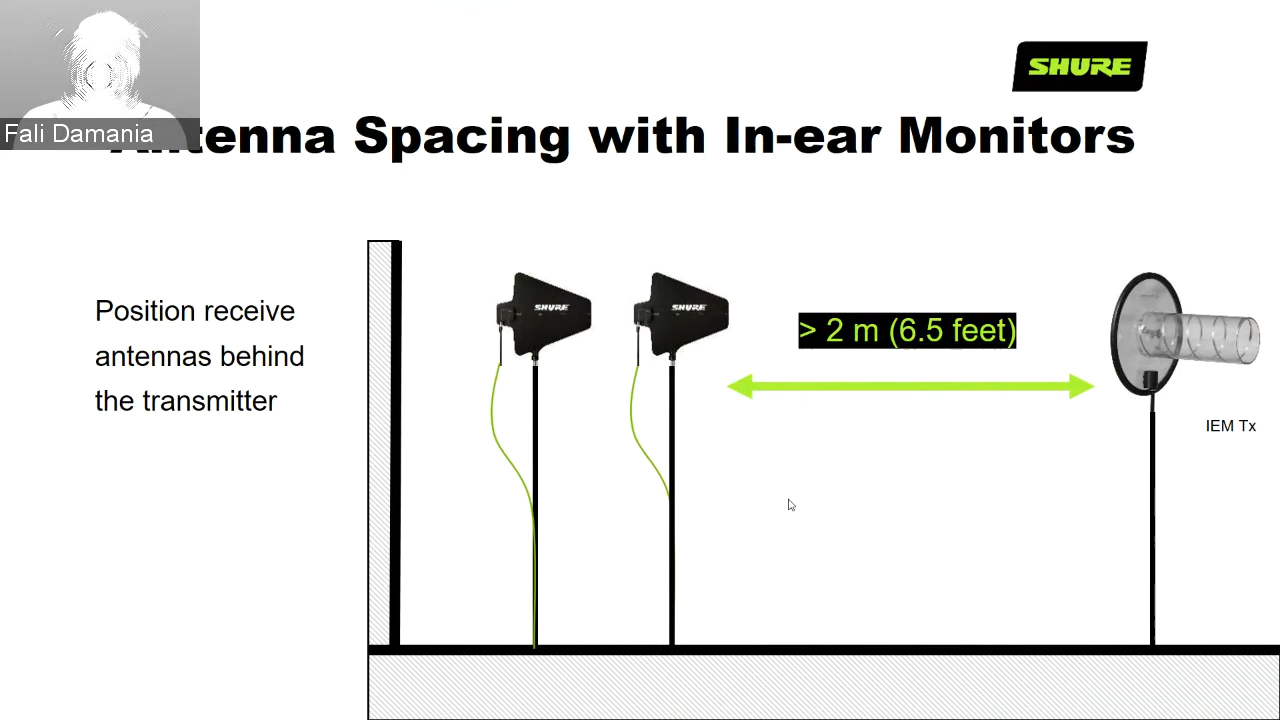 SHURE
Fali Damania
Antenna Spacing with In-ear Monitors
Position receive
antennas behind
the transmitter
SHURE
SHURE
> 2 m (6.5 feet)
IEM Tx